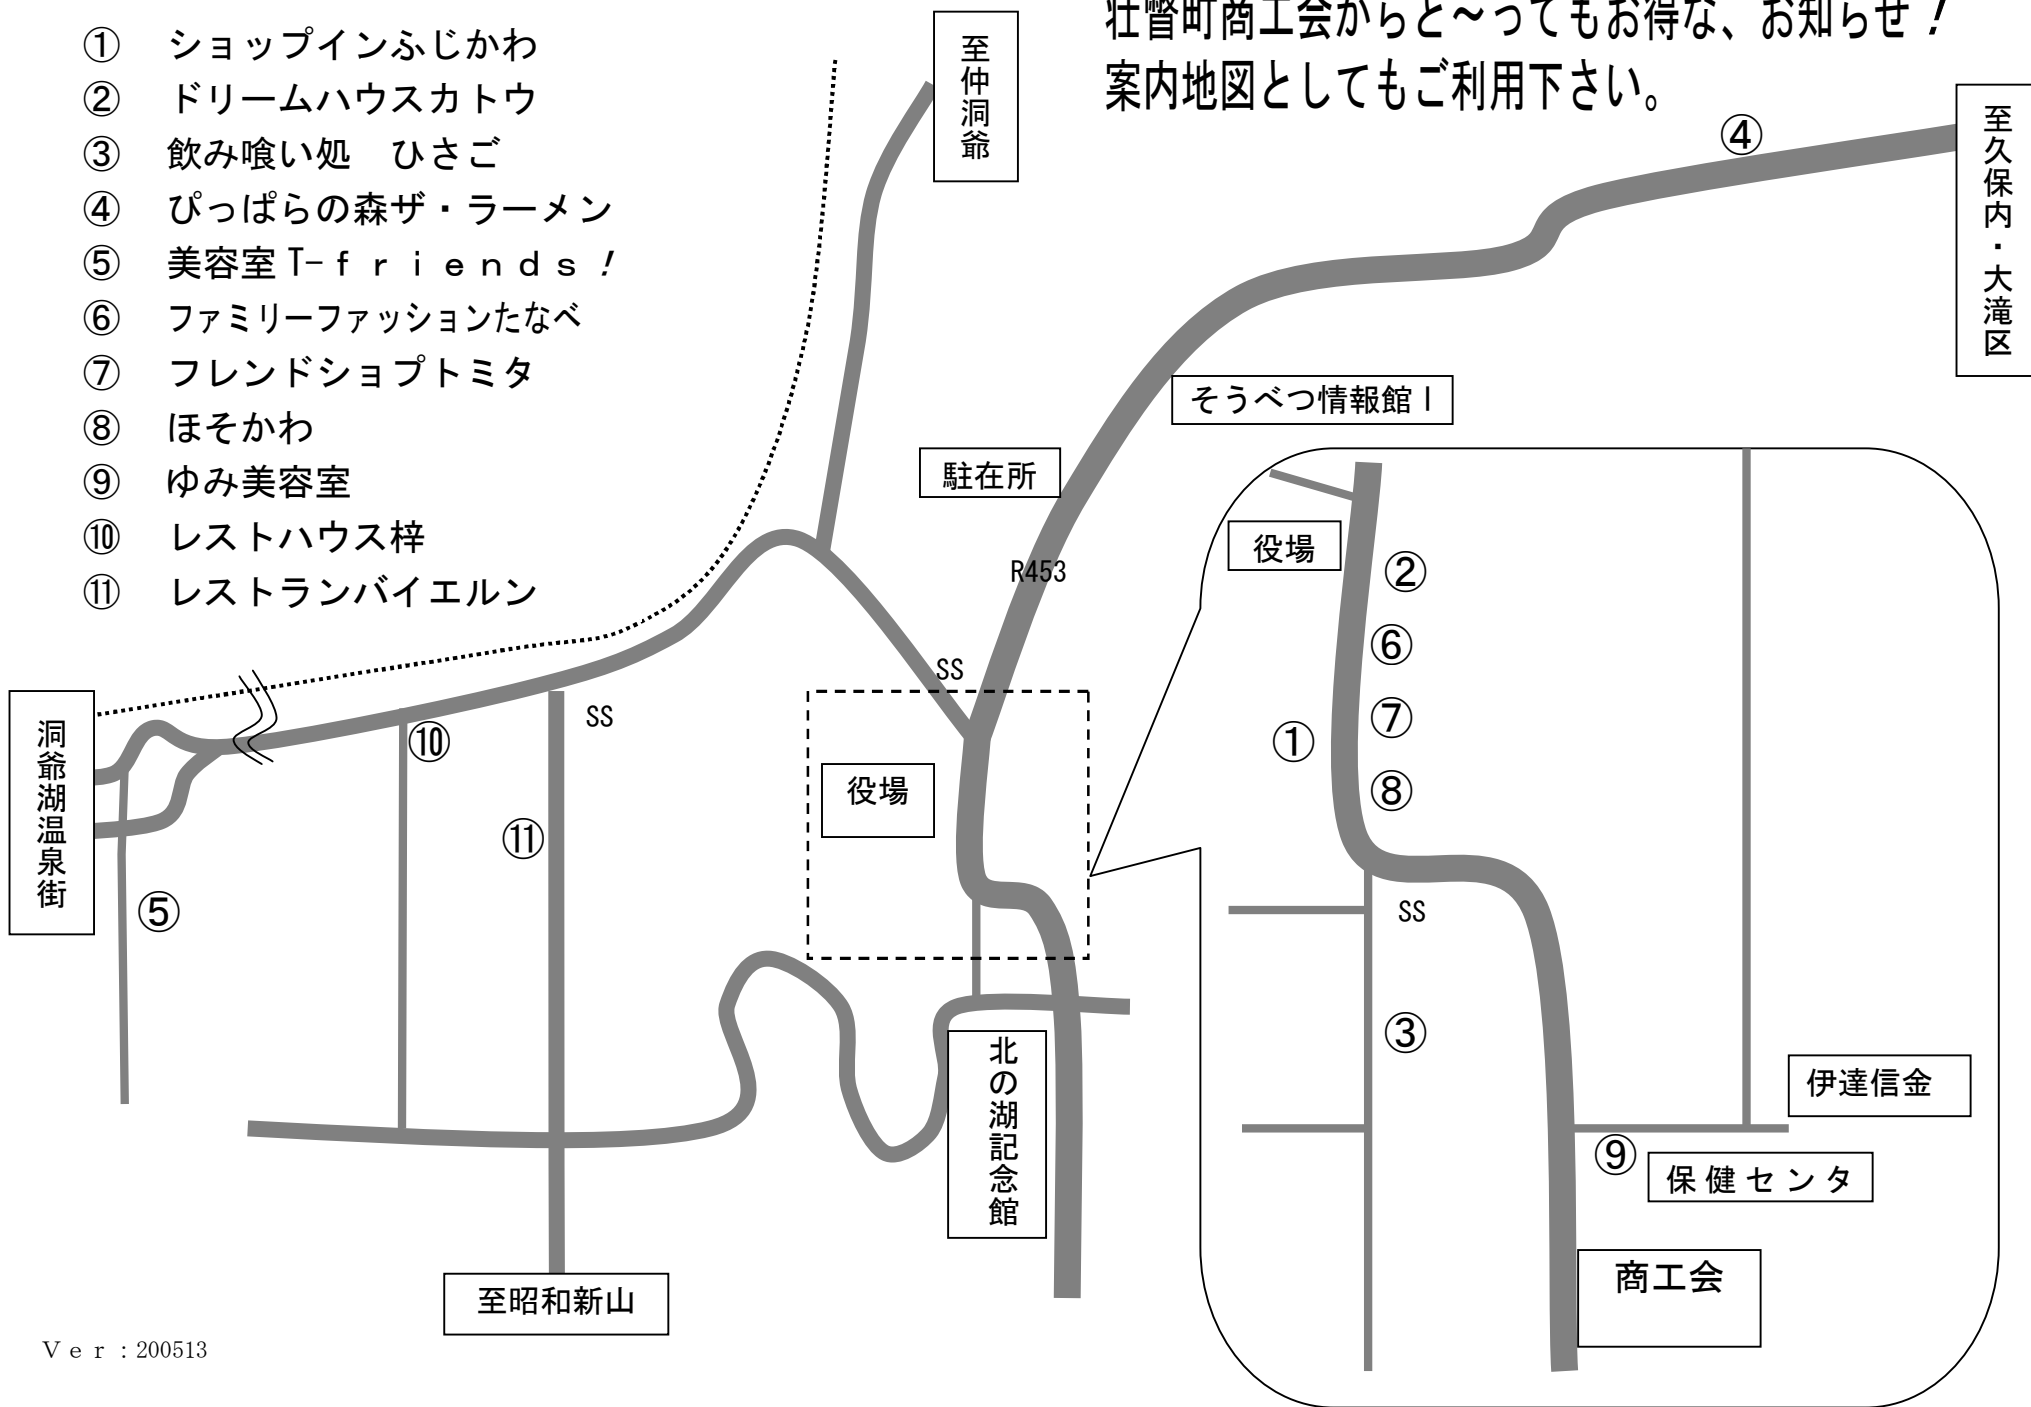 壮瞥町商工会からと～ってもお得な、お知らせ！
案内地図としてもご利用下さい。
①　ショップインふじかわ
②　ドリームハウスカトウ
③　飲み喰い処　ひさご
④　ぴっぱらの森ザ・ラーメン
⑤　美容室T-ｆｒｉｅｎｄｓ！
⑥　ファミリーファッションたなべ
⑦　フレンドショプトミタ
⑧　ほそかわ
⑨　ゆみ美容室
⑩　レストハウス梓
⑪　レストランバイエルン
至仲洞爺
④
至久保内・大滝区
そうべつ情報館ｌ
駐在所
R453
SS
SS
洞爺湖温泉街
⑩
⑪
⑤
役場
北の湖記念館
至昭和新山
役場
②
⑥
⑦
①
⑧
SS
③
伊達信金
⑨
保健センタ
商工会
Ｖｅｒ：200513